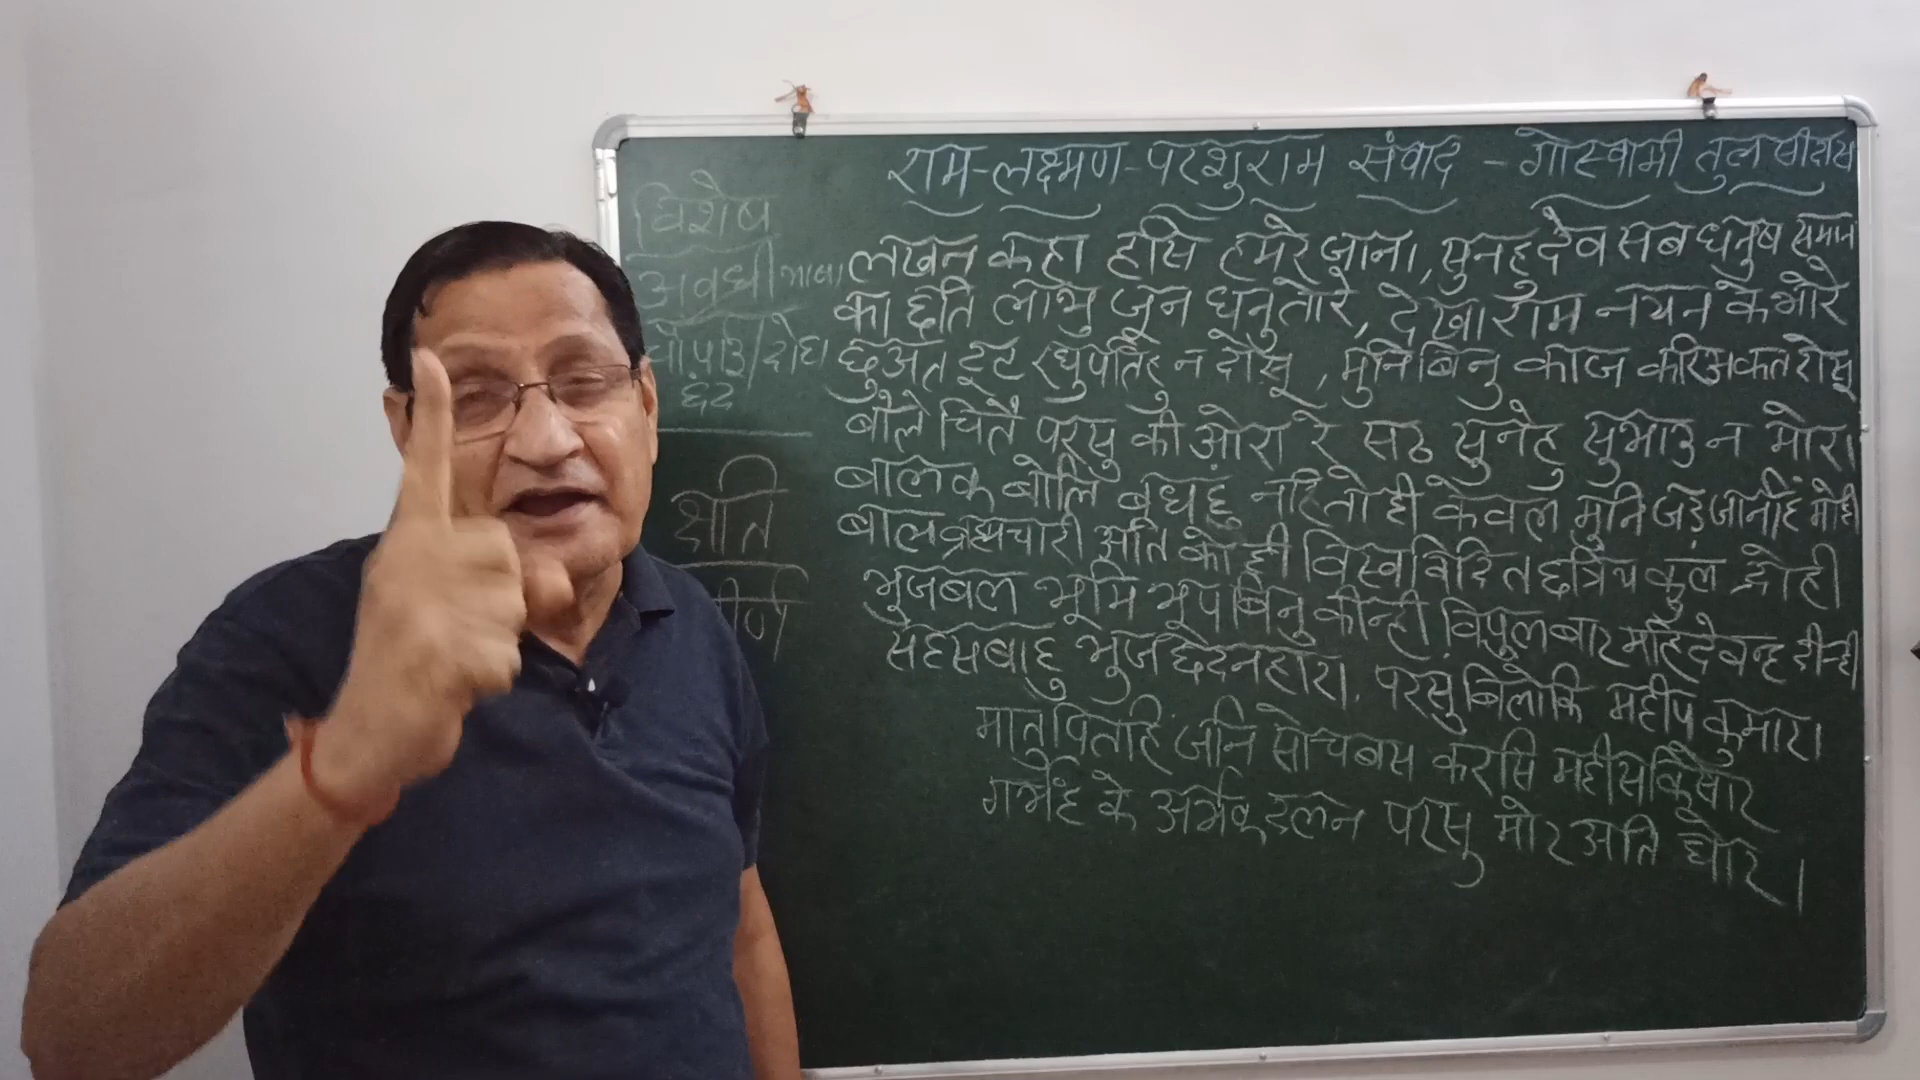 राम-लक्ष्मण-परशुराम संवाद - गोस्वामी तुलसीदास
लखन कहा हसि हमरे जाना, सुनहु देव सब धनुष समान
का छति लाभु जून धनु तोरे, देखा राम नयन के भोरे
छुअत टूट रघुपतिहु न दोसू, मुनि बिनु काज करिअ कत रोसू
बोले चितै परसु की ओरा रे सठ सुनेहु सुभाउ न मोरा
बालक बोलि बधहुं नहि तोही केवल मुनि जड़ जानहिं मोही
बाल ब्रह्मचारी अति कोही विस्व बिदित छत्रिय कुल द्रोही
भुजबल भूमि भूप बिनु कीन्ही विपुल बार महिदेवन्ह दीन्ही
सहसबाहु भुज छेदनहारा, परसु बिलोकि महीप कुमारा
मातु पितहि जनि सोचबस करसि महीसकिसोर
गर्भन्ह के अर्भक दलन परसु मोर अति घोर।
विशेष
अवधी भाषा
चौपाई/दोहा
छंद
क्षति